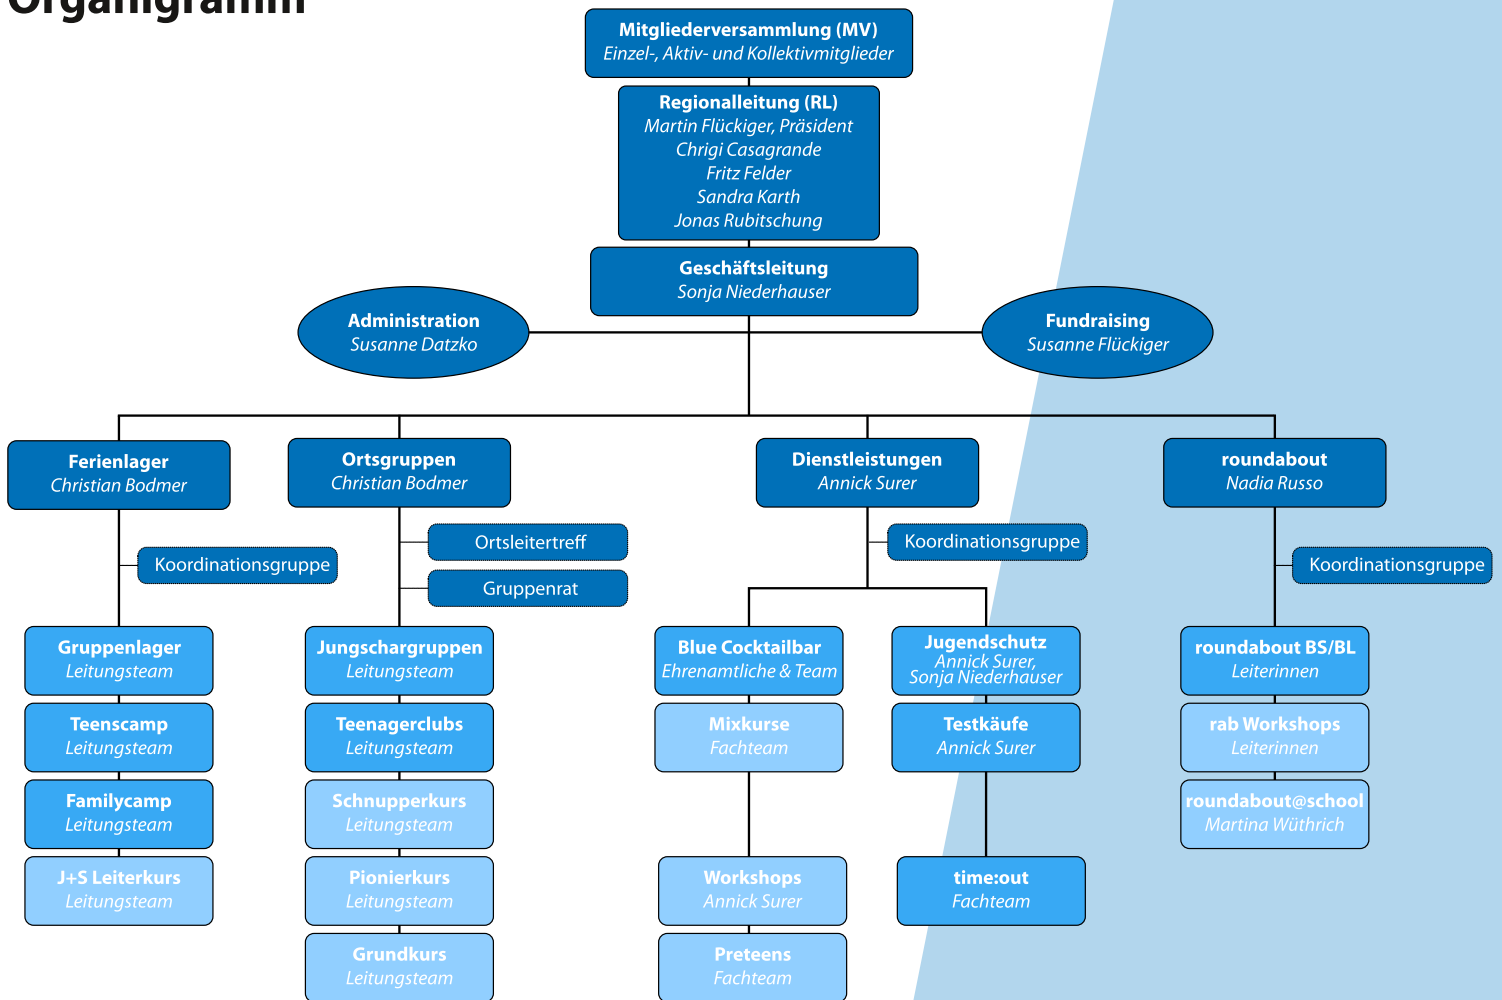 Organigramm
Mitgliederversammlung (MV)
Einzel-, Aktiv- und Kollektivmitglieder
Regionalleitung (RL)
Martin Flückiger, Präsident
Chrigi Casagrande
Fritz Felder
Sandra Karth
Jonas Rubitschung
Geschäftsleitung
Sonja Niederhauser
Administration
Susanne Datzko
Fundraising
Susanne Flückiger
Ferienlager
Christian Bodmer
Koordinationsgruppe
Gruppenlager
Leitungsteam
Teenscamp
Leitungsteam
Familycamp
Leitungsteam
J+S Leiterkurs
Leitungsteam
Ortsgruppen
Christian Bodmer
Ortsleitertreff
Gruppenrat
Jungschargruppen
Leitungsteam
Teenagerclubs
Leitungsteam
Schnupperkurs
Leitungsteam
Pionierkurs
Leitungsteam
Grundkurs
Leitungsteam
Dienstleistungen
Annick Surer
Koordinationsgruppe
Blue Cocktailbar
Ehrenamtliche & Team
Mixkurse
Fachteam
Workshops
Annick Surer
Preteens
Fachteam
Jugendschutz
Annick Surer,
Sonja Niederhauser
Testkäufe
Annick Surer
time:out
Fachteam
roundabout
Nadia Russo
Koordinationsgruppe
roundabout BS/BL
Leiterinnen
rab Workshops
Leiterinnen
roundabout@school
Martina Wüthrich